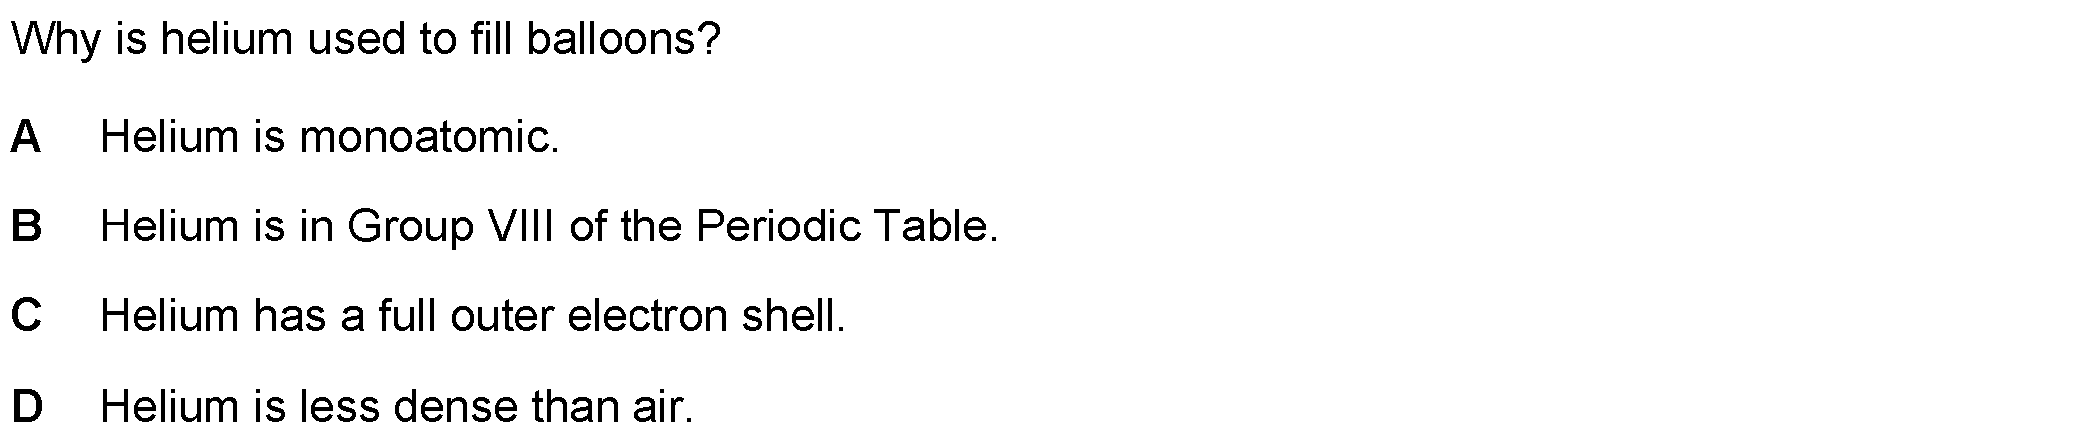 Why is helium used to fill balloons?
A Helium is monoatomic.
B Helium is in Group VIII of the Periodic Table.
C Helium has a full outer electron shell.
D Helium is less dense than air.